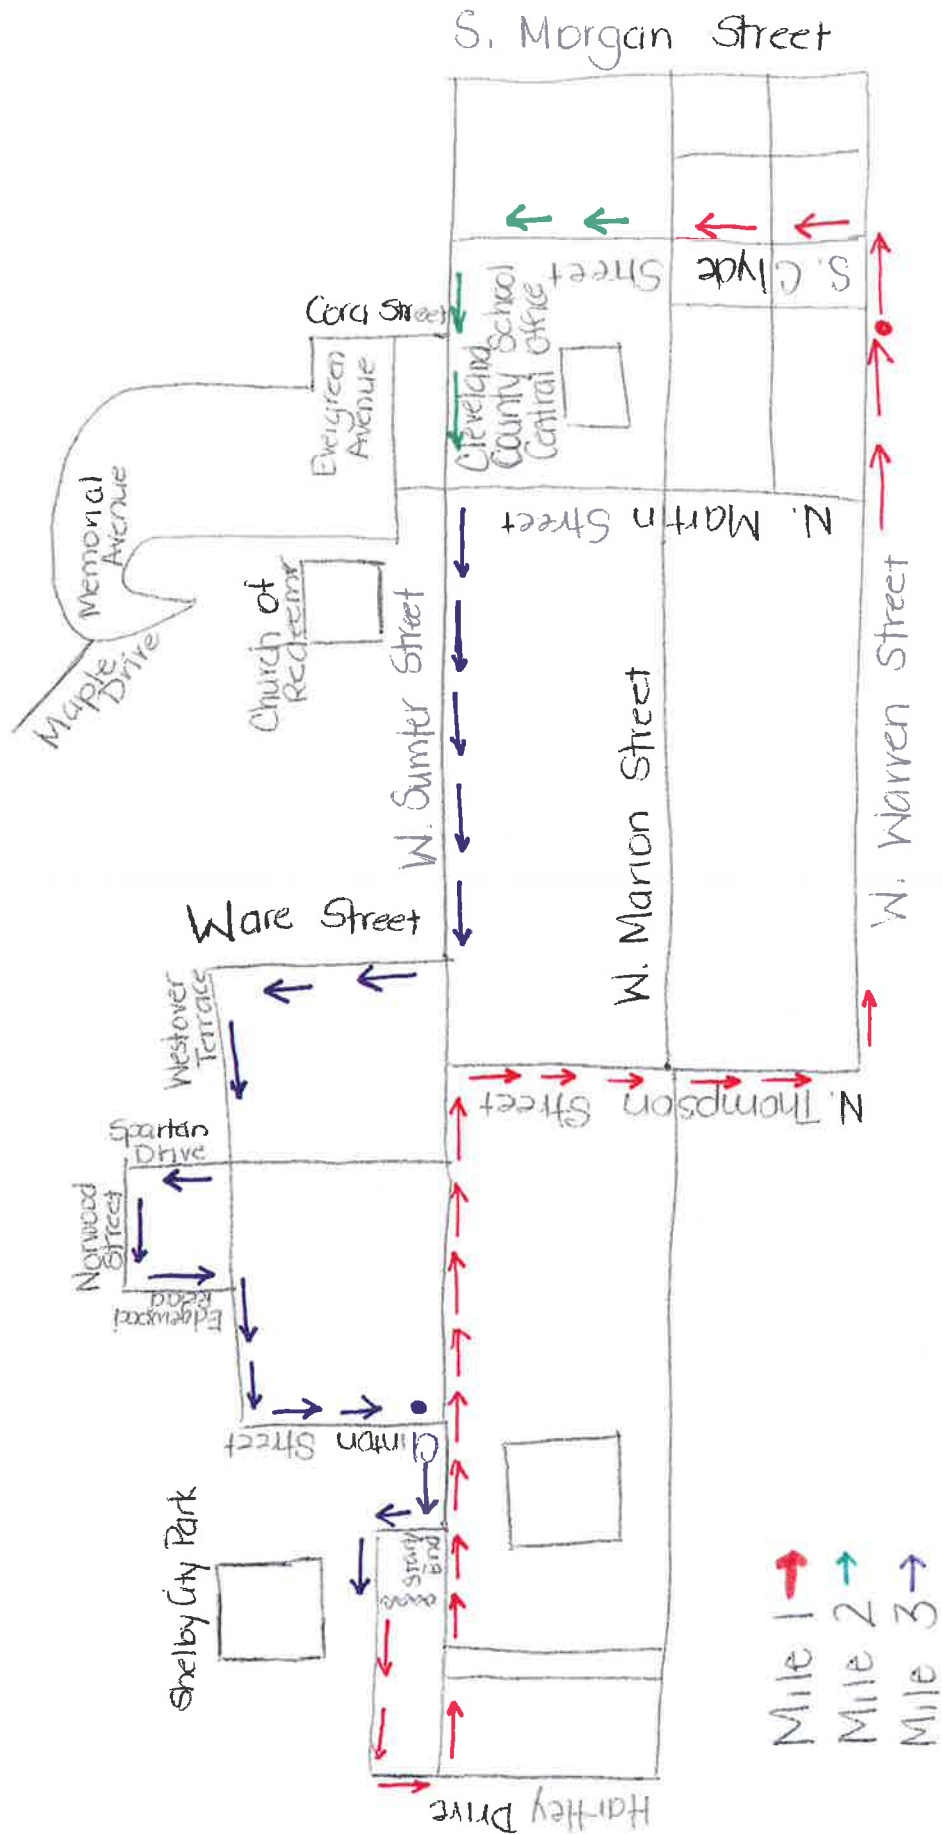 S. Morgan Street
S. Clyde
Street
Cora Street
Cleveland
County School
Central Office
Evergreen
Avenue
Memorial
Avenue
Maple
Drive
Church of
Redeemr
N. Martin Street
W. Sumter Street
W. Marion Street
W. Warren Street
Ware Street
Westover
Terrace
N. Thompson Street
Spartan
Drive
Norwood
Street
Edgewood
Road
Clinton Street
Shelby City Park
Start/
End
Hartley Drive
Mile 1
Mile 2
Mile 3